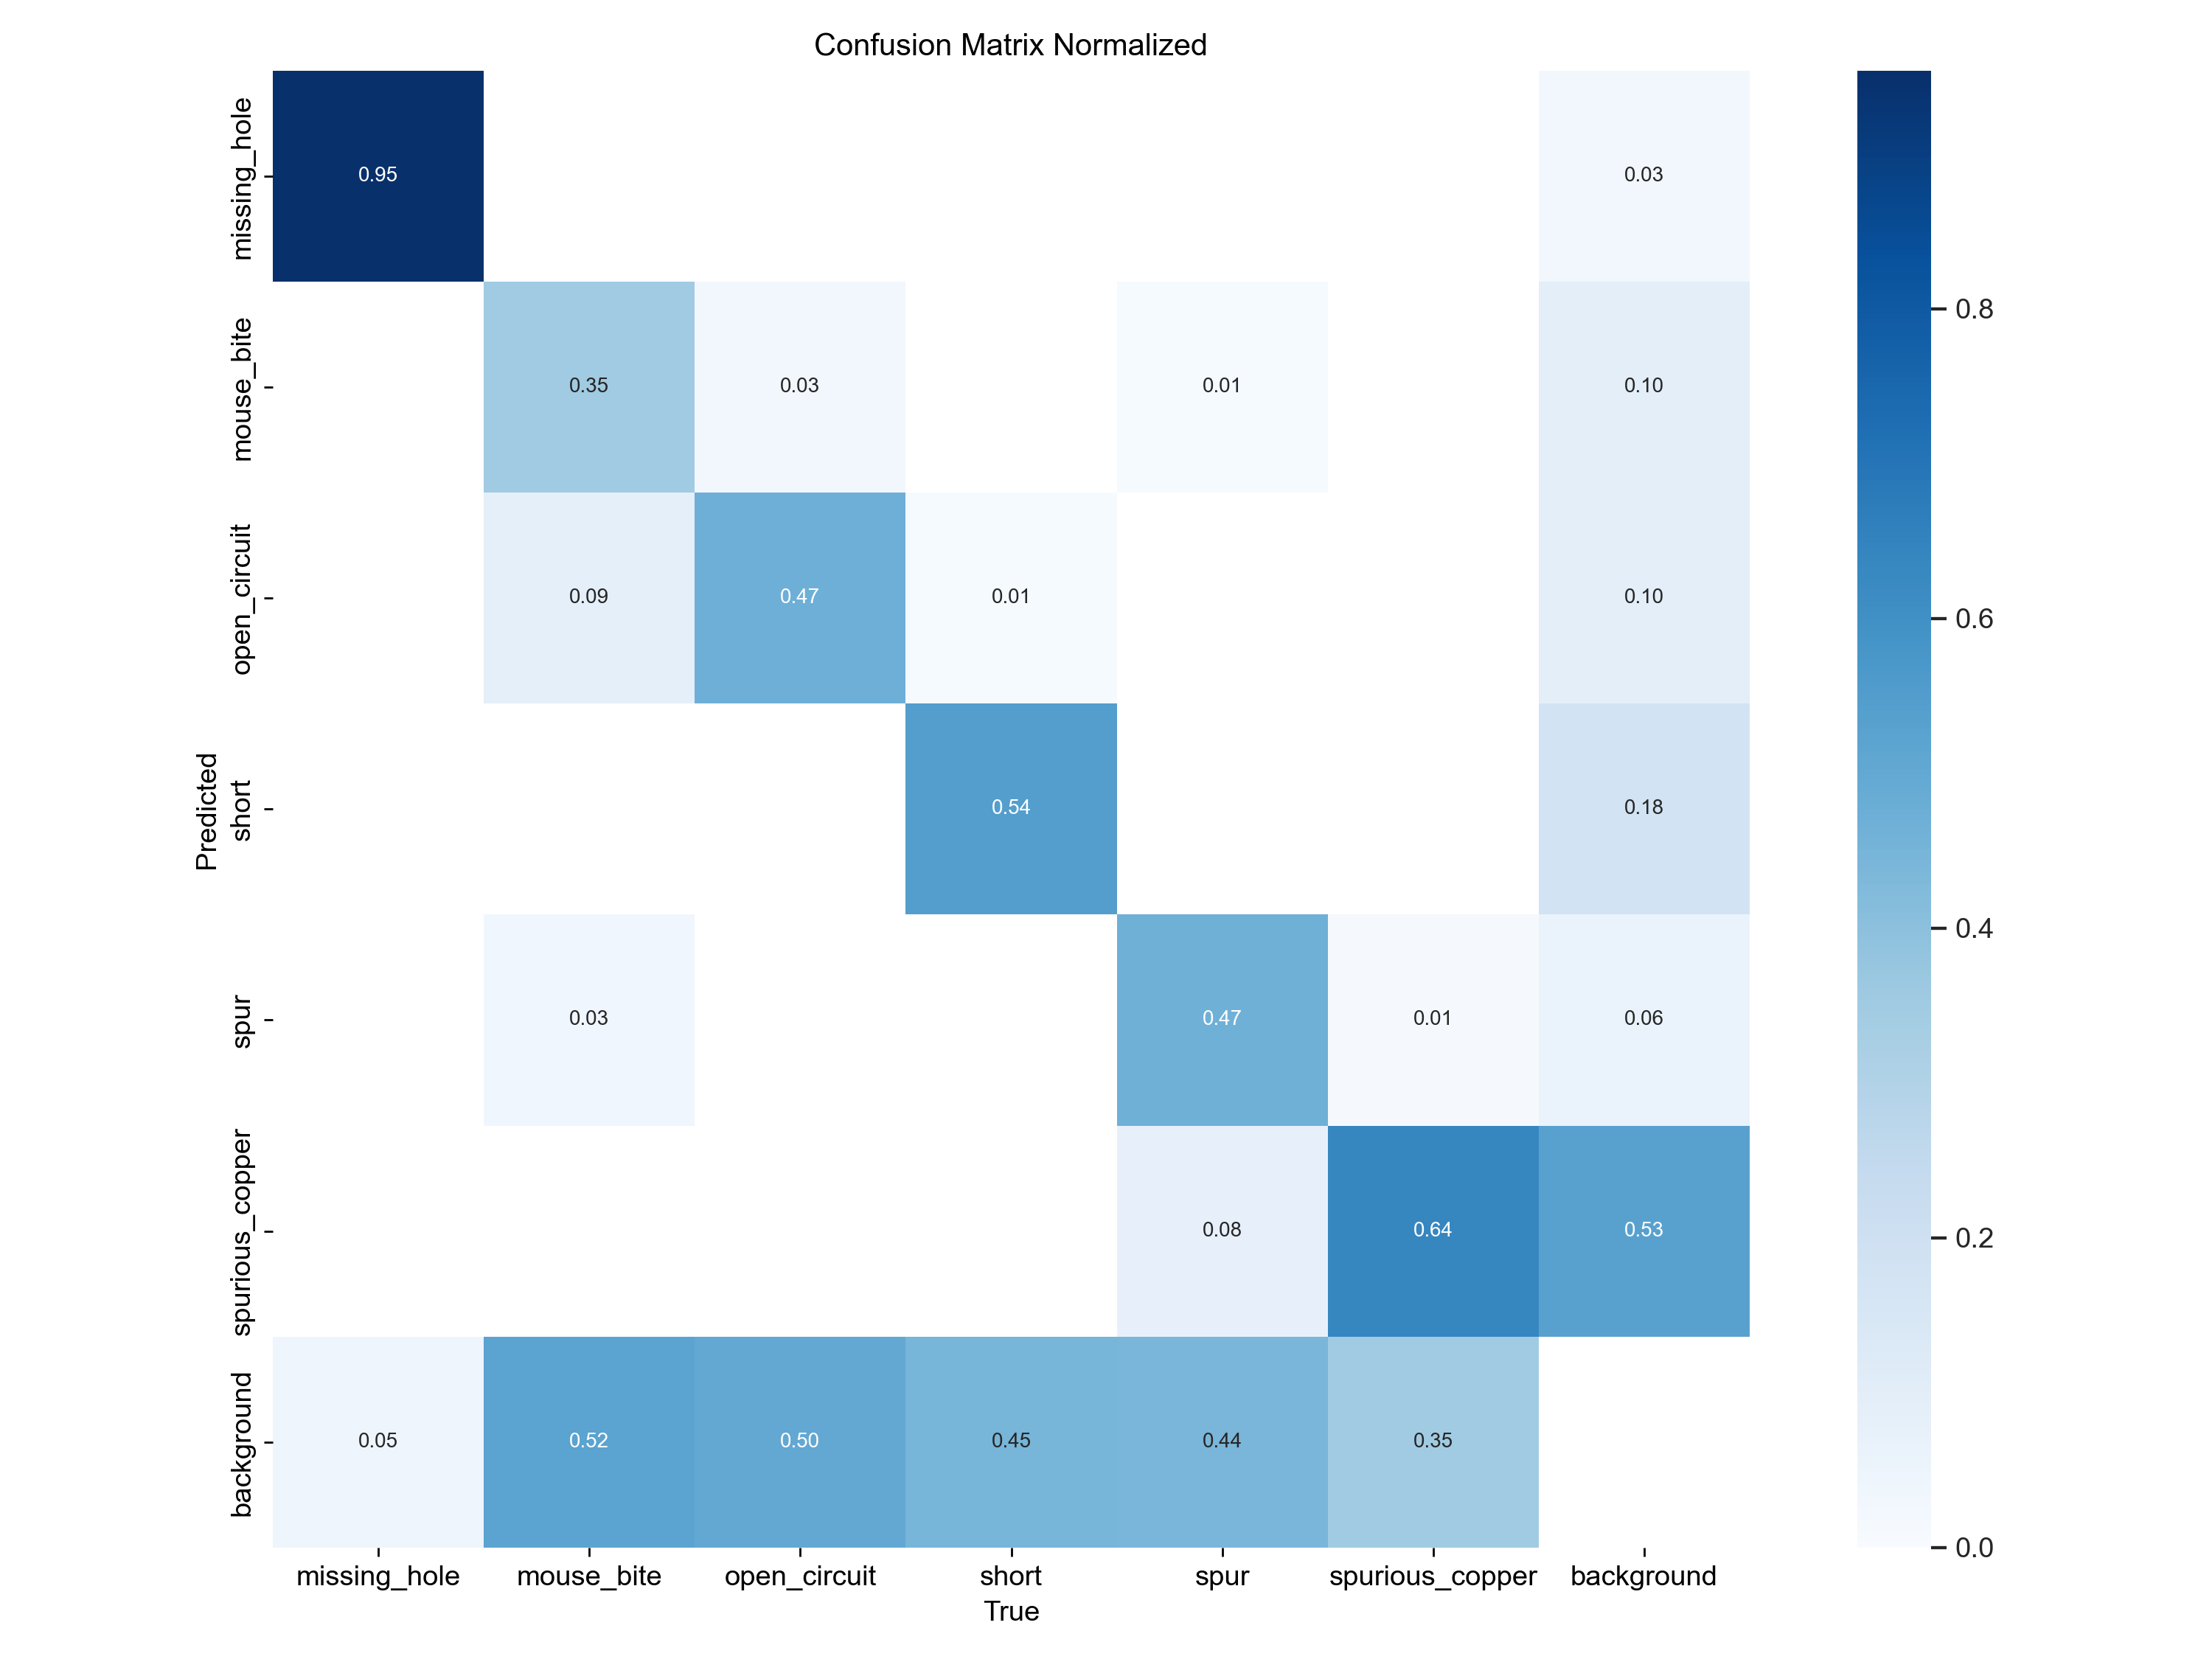 Confusion Matrix Normalized
missing_hole
0.95
0.03
mouse_bite
0.35
0.03
0.01
0.10
0.8
open_circuit
0.09
0.47
0.01
0.10
0.6
Predicted
short
0.54
0.18
0.4
spur
0.03
0.47
0.01
0.06
spurious_copper
0.08
0.64
0.53
0.2
background
0.05
0.52
0.50
0.45
0.44
0.35
0.0
missing_hole
mouse_bite
open_circuit
short
spur
spurious_copper
background
True